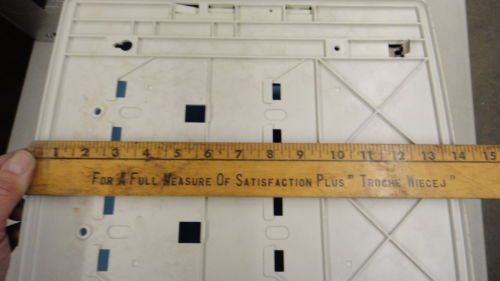 1 2 3 4 5 6 7 8 9 10 11 12 13 14 15
FOR A FULL MEASURE OF SATISFACTION PLUS "TROCHE WIECEJ"